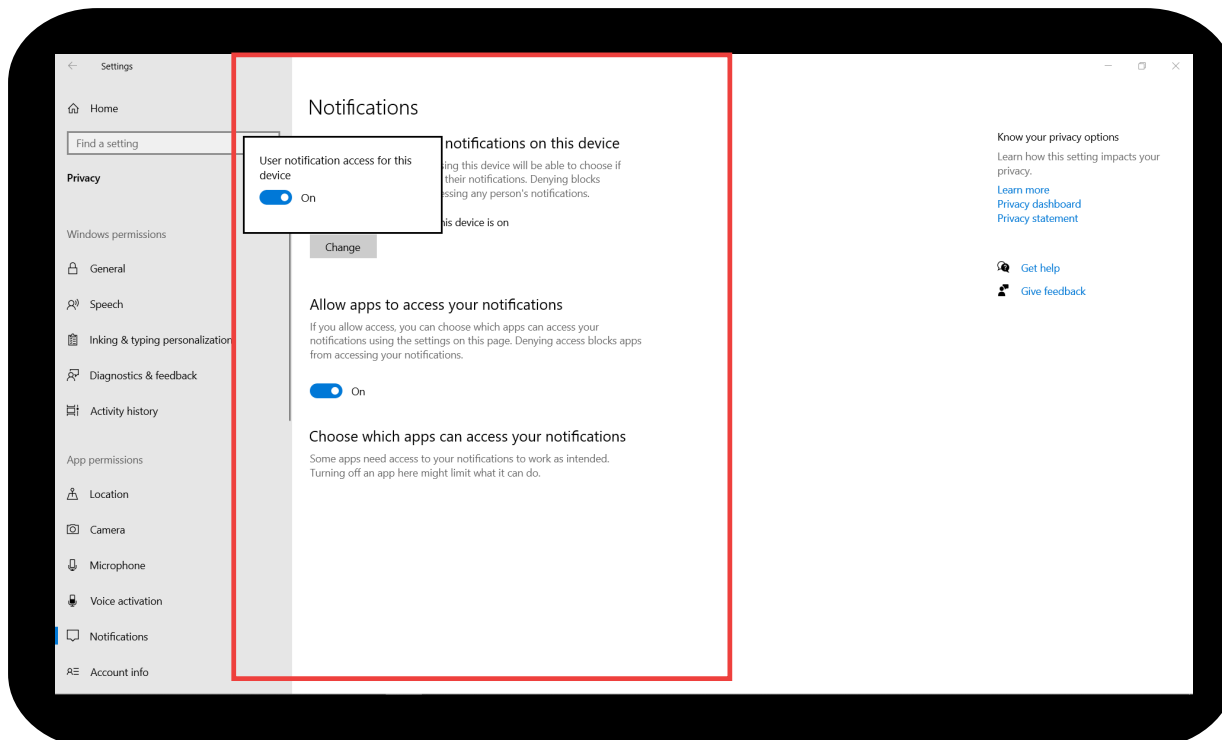 Settings
Home
Find a setting
Privacy
Windows permissions
General
Speech
Inking & typing personalization
Diagnostics & feedback
Activity history
App permissions
Location
Camera
Microphone
Voice activation
Notifications
Account info
Notifications
notifications on this device
ing this device will be able to choose if
their notifications. Denying blocks
essing any person's notifications.
his device is on
User notification access for this
device
On
Change
Allow apps to access your notifications
If you allow access, you can choose which apps can access your
notifications using the settings on this page. Denying access blocks apps
from accessing your notifications.
On
Choose which apps can access your notifications
Some apps need access to your notifications to work as intended.
Turning off an app here might limit what it can do.
Know your privacy options
Learn how this setting impacts your
privacy.
Learn more
Privacy dashboard
Privacy statement
Get help
Give feedback